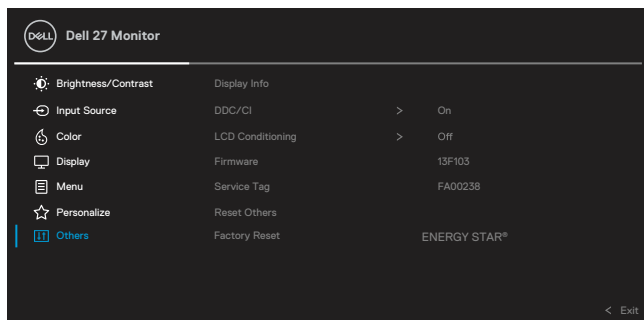 DELL Dell 27 Monitor
Brightness/Contrast Display Info
Input Source DDC/CI > On
Color LCD Conditioning > Off
Display Firmware 13F103
Menu Service Tag FA00238
Personalize Reset Others
Others Factory Reset ENERGY STAR®
< Exit